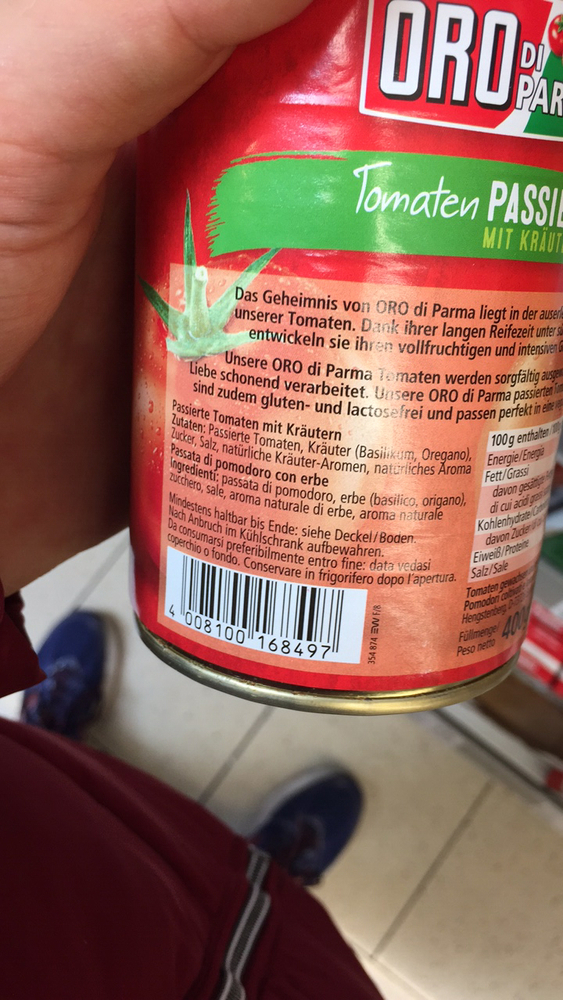 ORO DI
Tomaten PASSIE
MIT KRÄUT
Das Geheimnis von ORO di Parma liegt in der
unserer Tomaten. Dank ihrer langen Reifezeit unter
entwickeln sie ihren vollfruchtigen und intensiven
Unsere ORO di Parma Tomaten werden sorgfältig
Liebe schonend verarbeitet. Unsere ORO di Parma passierten
sind zudem gluten- und lactosefrei und passen perfekt in
Passierte Tomaten mit Kräutern
Zutaten: Passierte Tomaten, Kräuter (Basilikum, Oregano),
Zucker, Salz, natürliche Kräuter-Aromen, natürliches Aroma
Passata di pomodoro con erbe
Ingredienti: passata di pomodoro, erbe (basilico, origano),
zucchero, sale, aroma naturale di erbe, aroma naturale
Mindestens haltbar bis Ende: siehe Deckel/Boden.
Nach Anbruch im Kühlschrank aufbewahren.
Da consumarsi preferibilmente entro fine: data vedasi
coperchio o fondo. Conservare in frigorifero dopo l'apertura.
4 008100 168497
354 874 EW F/8
100 g enthalten
Energie/Energia
Fett/Grassi
davon gesättigte
di cui acidi
Kohlenhydrate
davon Zucker
Eiweiß/Proteine
Salz/Sale
Tomaten
Pomodori
Hengstenberg,
Füllmenge/
Peso netto
400